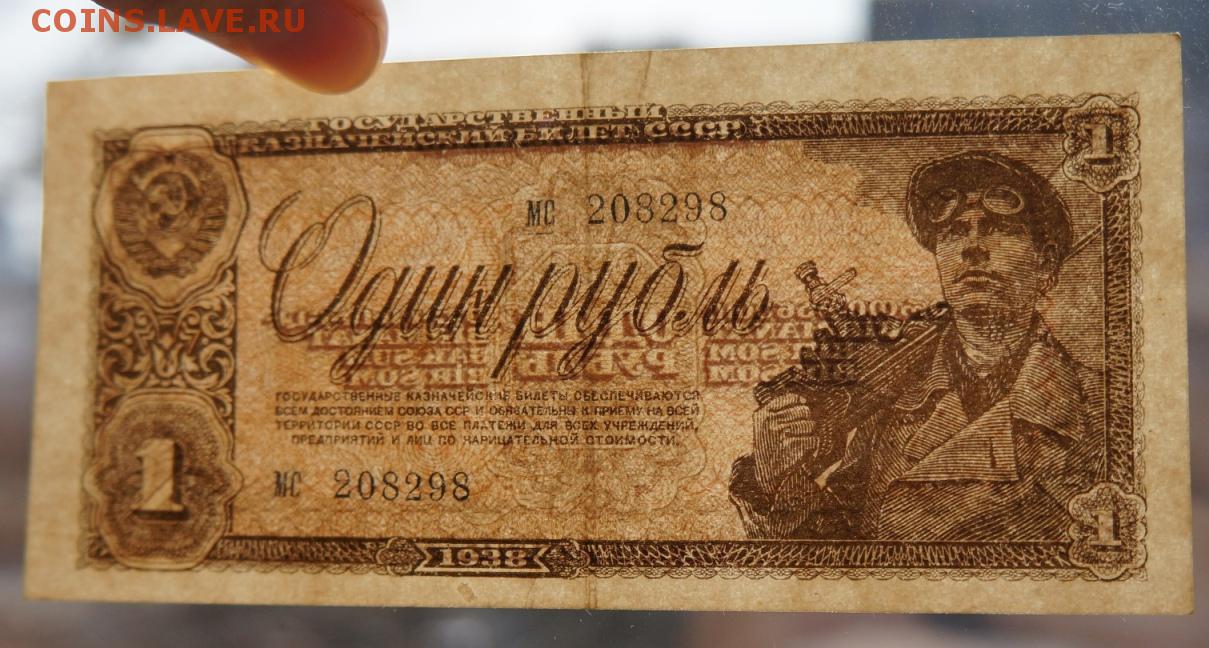 COINS.LAVE.RU
ГОСУДАРСТВЕННЫЙ
КАЗНАЧЕЙСКИЙ БИЛЕТ СССР
1
МС 208298
Один рубль
ГОСУДАРСТВЕННЫЕ КАЗНАЧЕЙСКИЕ БИЛЕТЫ ОБЕСПЕЧИВАЮТСЯ
ВСЕМ ДОСТОЯНИЕМ СОЮЗА ССР И ОБЯЗАТЕЛЬНЫ К ПРИЕМУ НА ВСЕЙ
ТЕРРИТОРИИ СССР ВО ВСЕ ПЛАТЕЖИ ДЛЯ ВСЕХ УЧРЕЖДЕНИЙ,
ПРЕДПРИЯТИЙ И ЛИЦ ПО НАРИЦАТЕЛЬНОЙ СТОИМОСТИ.
1
МС 208298
1
1938